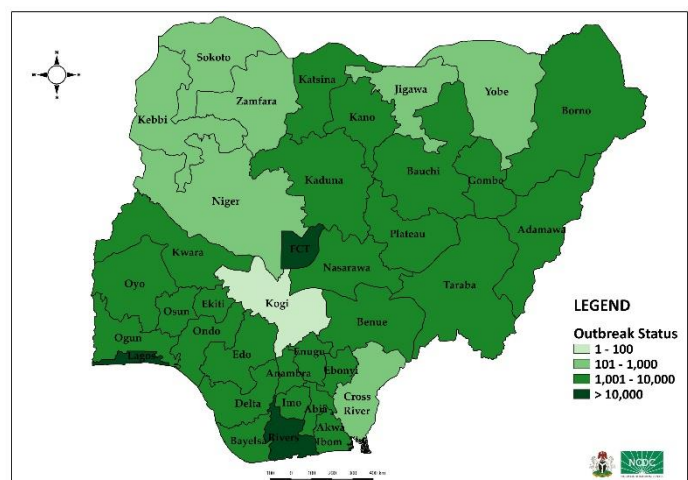 Sokoto
Katsina
Jigawa
Yobe
Zamfara
Borno
Kano
Kebbi
Bauchi
Gombe
Kaduna
Niger
Adamawa
Plateau
FCT
Kwara
Nasarawa
Taraba
Oyo
Kogi
Ekiti
Osun
Benue
Ondo
Ogun
Edo
Enugu
Lagos
Anambra
Ebonyi
Cross
River
Delta
Imo
Abia
Akwa
Ibom
Rivers
Bayelsa
LEGEND
Outbreak Status
1 - 100
101 - 1,000
1,001 - 10,000
> 10,000
NCDC